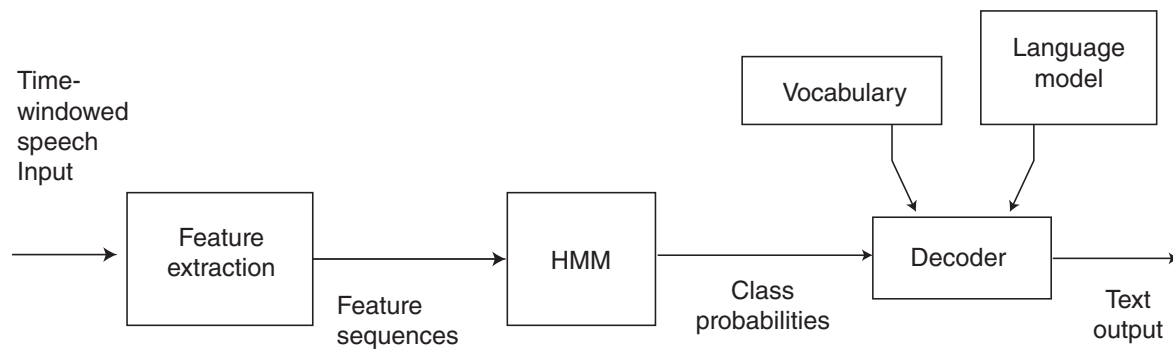 Time-
windowed
speech
Input
Feature
extraction
Feature
sequences
HMM
Class
probabilities
Vocabulary
Language
model
Decoder
Text
output